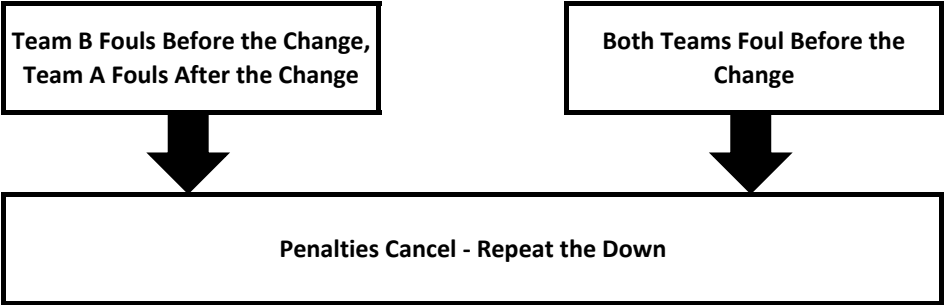 Team B Fouls Before the Change,
Team A Fouls After the Change
Both Teams Foul Before the
Change
Penalties Cancel - Repeat the Down